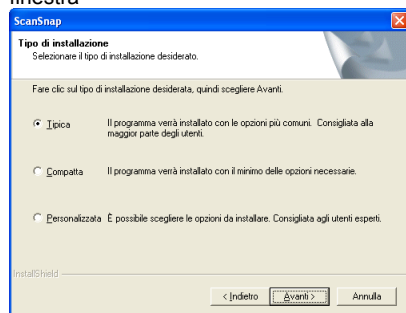 finestra
ScanSnap
Tipo di installazione
Selezionare il tipo di installazione desiderato.
Fare clic sul tipo di installazione desiderata, quindi scegliere Avanti.
Tipica Il programma verrà installato con le opzioni più comuni. Consigliata alla
maggior parte degli utenti.
Compatta Il programma verrà installato con il minimo delle opzioni necessarie.
Personalizzata È possibile scegliere le opzioni da installare. Consigliata agli utenti esperti.
InstallShield
< Indietro Avanti > Annulla